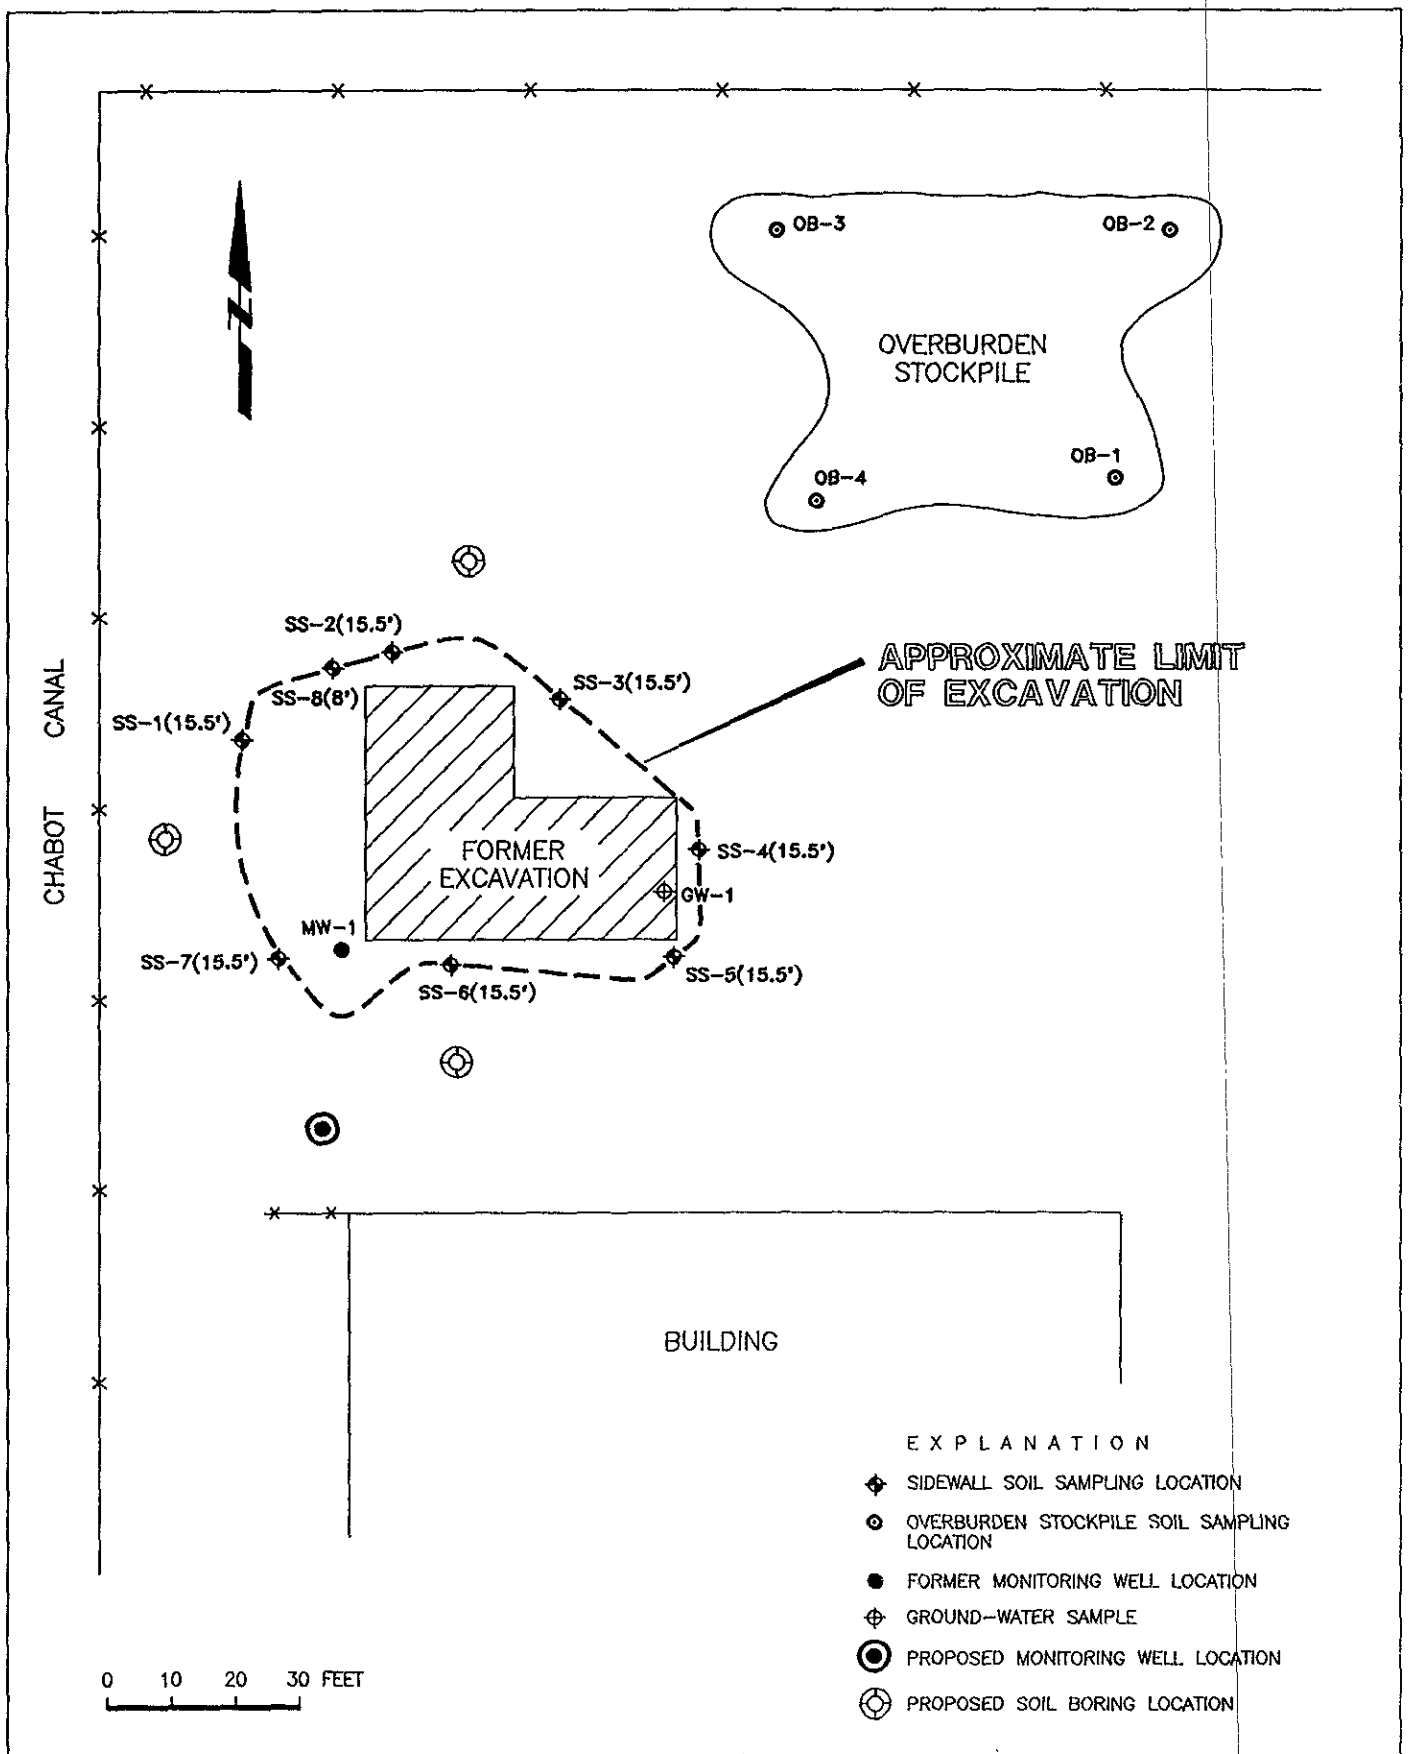 N
OB-3
OB-2
OVERBURDEN
STOCKPILE
OB-1
OB-4
SS-2(15.5')
SS-8(8')
SS-3(15.5')
APPROXIMATE LIMIT
OF EXCAVATION
SS-1(15.5')
CHABOT CANAL
FORMER
EXCAVATION
SS-4(15.5')
GW-1
MW-1
SS-7(15.5')
SS-6(15.5')
SS-5(15.5')
BUILDING
EXPLANATION
SIDEWALL SOIL SAMPLING LOCATION
OVERBURDEN STOCKPILE SOIL SAMPLING
LOCATION
FORMER MONITORING WELL LOCATION
GROUND-WATER SAMPLE
PROPOSED MONITORING WELL LOCATION
PROPOSED SOIL BORING LOCATION
0 10 20 30 FEET